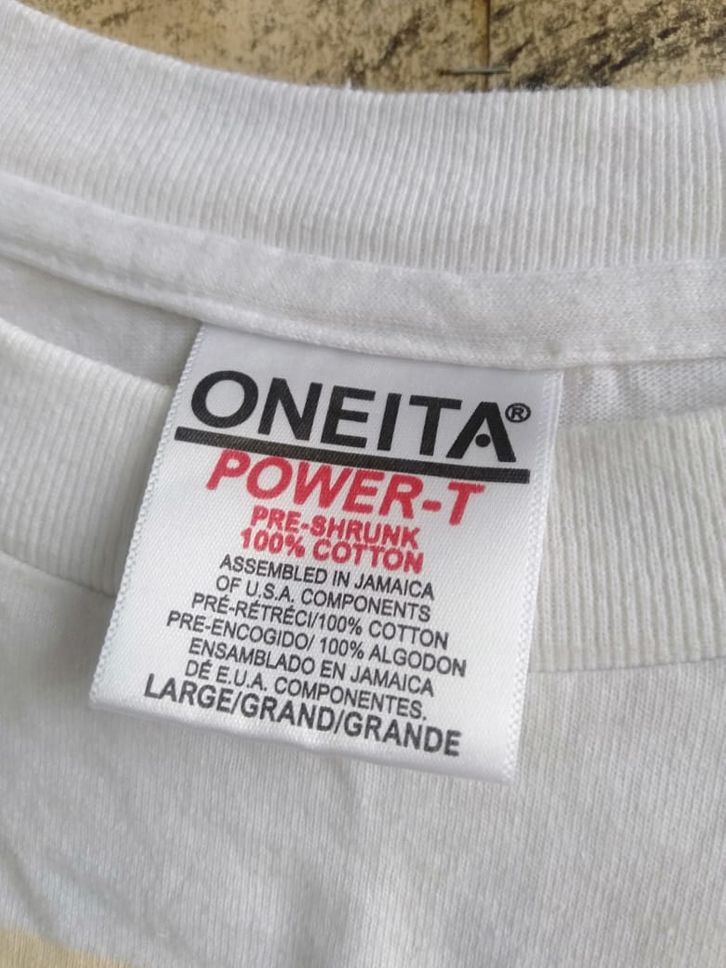 ONEITA®
POWER-T
PRE-SHRUNK
100% COTTON
ASSEMBLED IN JAMAICA
OF U.S.A. COMPONENTS
PRÉ-RÉTRÉCI/100% COTTON
PRE-ENCOGIDO/ 100% ALGODON
ENSAMBLADO EN JAMAICA
DÉ E.U.A. COMPONENTES.
LARGE/GRAND/GRANDE